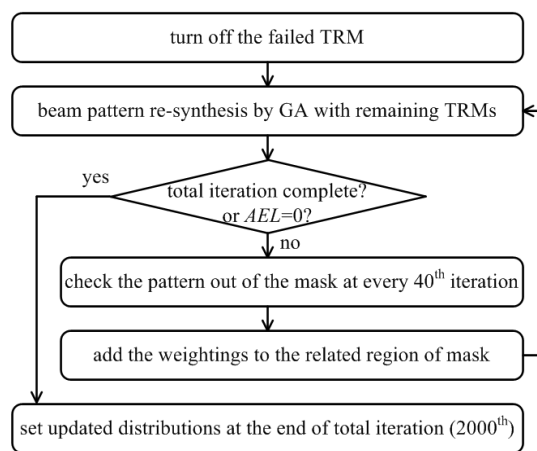 turn off the failed TRM
beam pattern re-synthesis by GA with remaining TRMs
yes
total iteration complete?
or AEL=0?
no
check the pattern out of the mask at every 40th iteration
add the weightings to the related region of mask
set updated distributions at the end of total iteration (2000th)